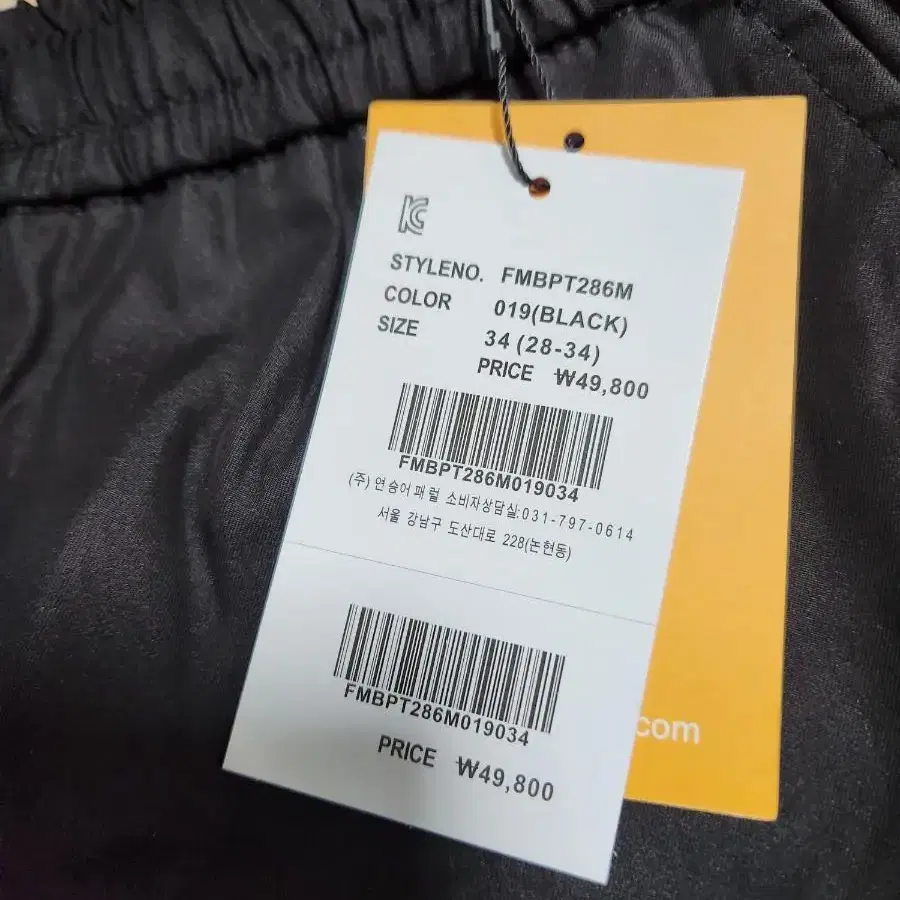 KC
STYLENO. FMBPT286M
COLOR 019(BLACK)
SIZE 34 (28-34)
PRICE ₩49,800
FMBPT286M019034
(주) 연승어패럴 소비자상담실:031-797-0614
서울 강남구 도산대로 228(논현동)
FMBPT286M019034
PRICE ₩49,800
.com